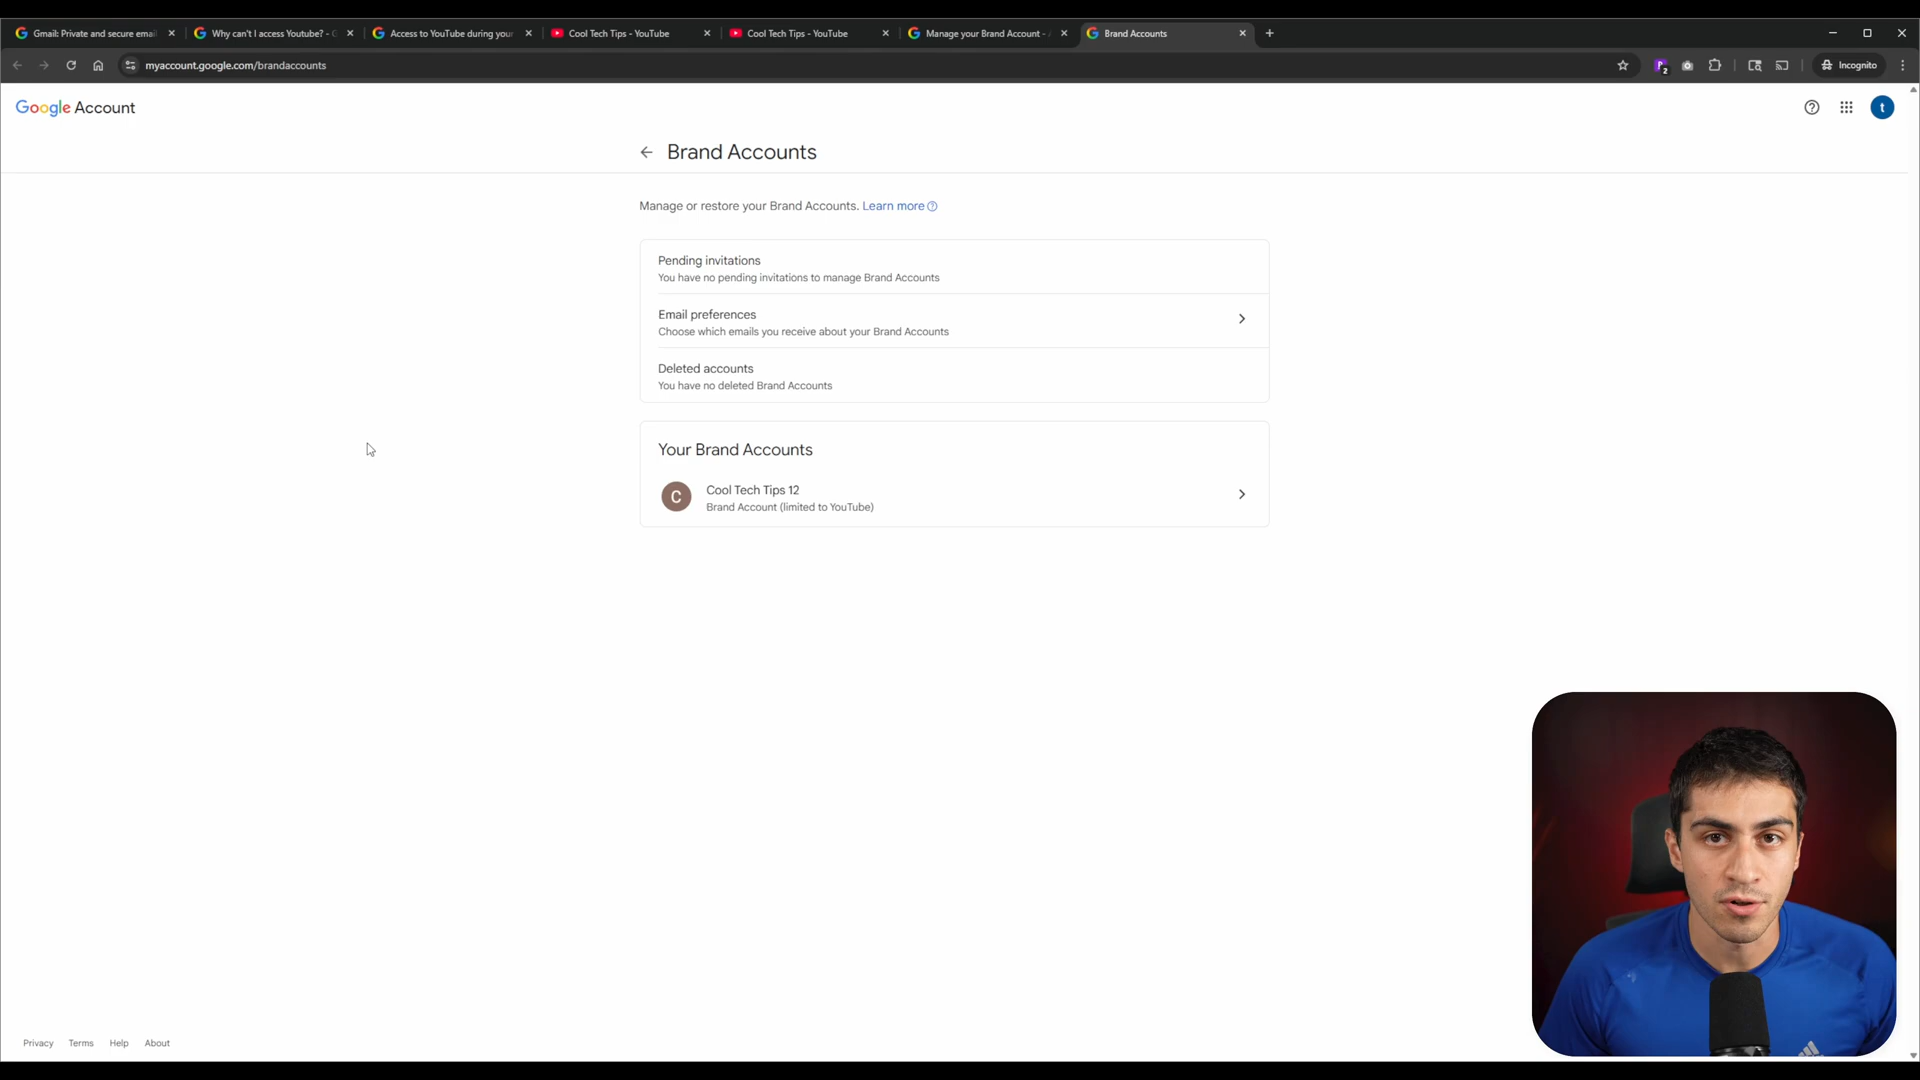 Gmail: Private and secure emai
Why can't I access Youtube? - G
Access to YouTube during your
Cool Tech Tips - YouTube
Cool Tech Tips - YouTube
Manage your Brand Account - A
Brand Accounts
myaccount.google.com/brandaccounts
2
Incognito
Google Account
t
Brand Accounts
Manage or restore your Brand Accounts. Learn more
Pending invitations
You have no pending invitations to manage Brand Accounts
Email preferences
Choose which emails you receive about your Brand Accounts
Deleted accounts
You have no deleted Brand Accounts
Your Brand Accounts
C
Cool Tech Tips 12
Brand Account (limited to YouTube)
Privacy Terms Help About